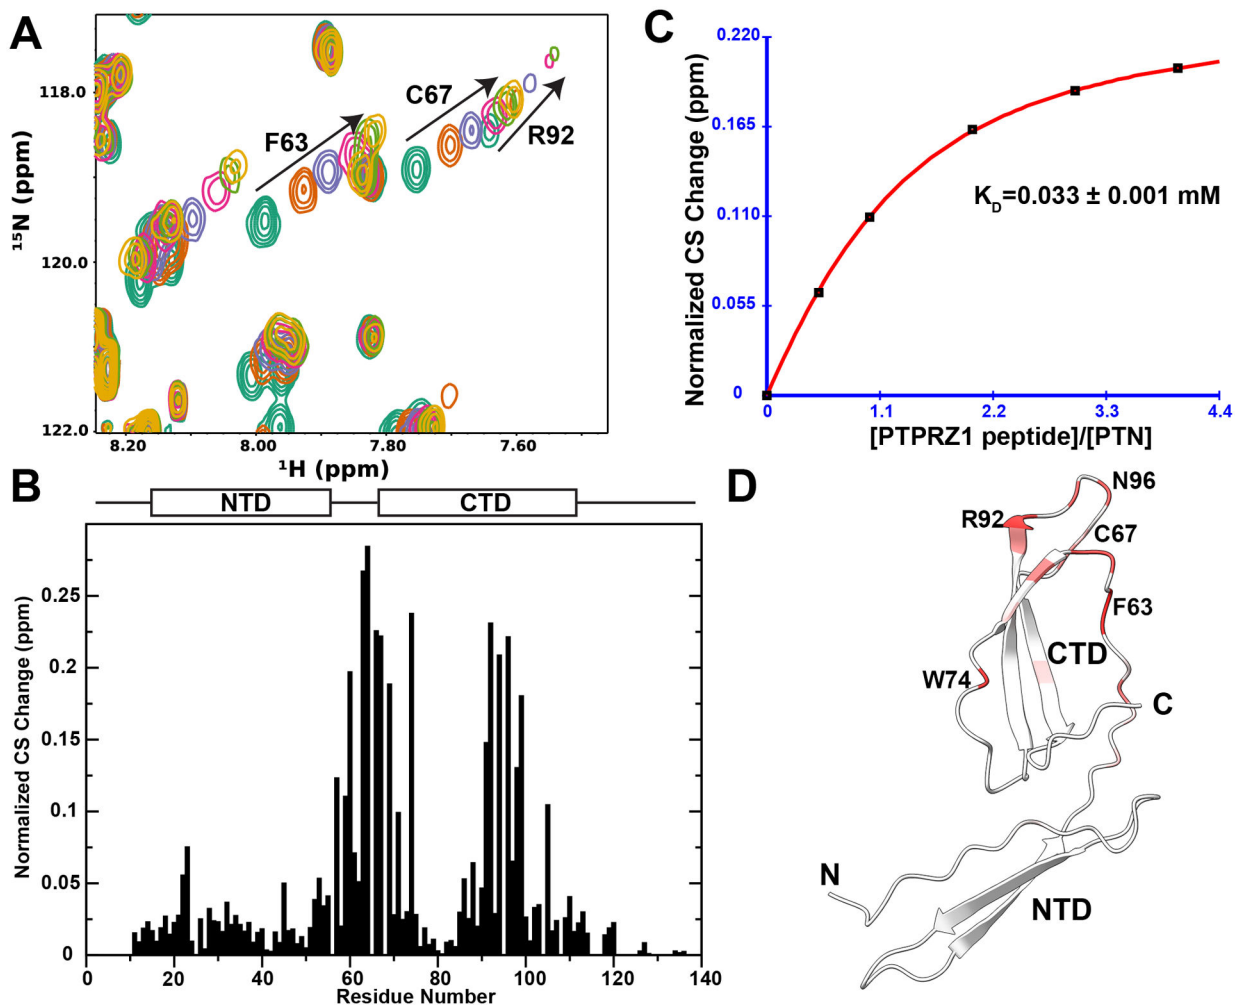 A
118.0
120.0
122.0
¹⁵N (ppm)
F63
C67
R92
8.20 8.00 7.80 7.60
¹H (ppm)
C
0.220
0.165
0.110
0.055
0
Normalized CS Change (ppm)
K_D=0.033 ± 0.001 mM
0 1.1 2.2 3.3 4.4
[PTPRZ1 peptide]/[PTN]
B
NTD CTD
0.25
0.2
0.15
0.1
0.05
0
Normalized CS Change (ppm)
0 20 40 60 80 100 120 140
Residue Number
D
N96
R92
C67
F63
CTD
W74
C
N
NTD